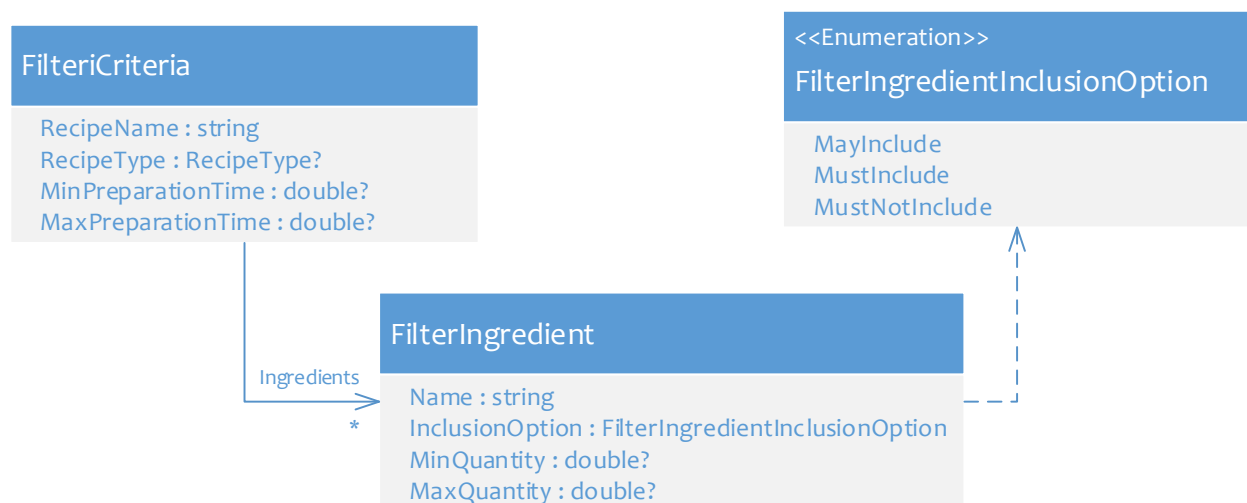 FilteriCriteria
RecipeName : string
RecipeType : RecipeType?
MinPreparationTime : double?
MaxPreparationTime : double?
<<Enumeration>>
FilterIngredientInclusionOption
MayInclude
MustInclude
MustNotInclude
Ingredients
*
FilterIngredient
Name : string
InclusionOption : FilterIngredientInclusionOption
MinQuantity : double?
MaxQuantity : double?